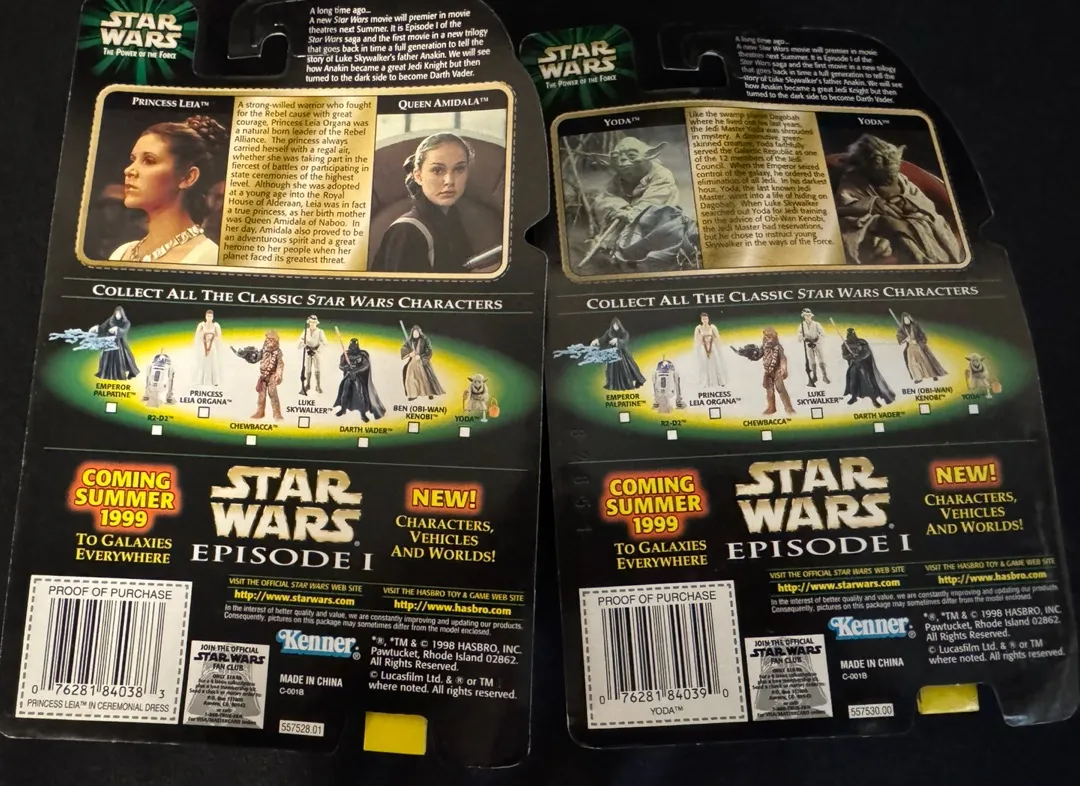 STAR
WARS
THE POWER OF THE FORCE
A long time ago...
A new Star Wars movie will premier in movie
theatres next Summer. It is Episode I of the
Star Wars saga and the first movie in a new trilogy
that goes back in time a full generation to tell the
story of Luke Skywalker's father Anakin. We will see
how Anakin became a great Jedi Knight but then
turned to the dark side to become Darth Vader.
PRINCESS LEIA™
A strong-willed warrior who fought
for the Rebel cause with great
courage, Princess Leia Organa was
a natural born leader of the Rebel
Alliance. The princess always
carried herself with a regal air,
whether she was taking part in the
fiercest of battles or participating in
state ceremonies of the highest
level. Although she was adopted
at a young age into the Royal
House of Alderaan, Leia was in fact
a true princess, as her birth mother
was Queen Amidala of Naboo. In
her day, Amidala also proved to be
an adventurous spirit and a great
heroine to her people when her
planet faced its greatest threat.
QUEEN AMIDALA™
COLLECT ALL THE CLASSIC STAR WARS CHARACTERS
EMPEROR
PALPATINE™
R2-D2™
PRINCESS
LEIA ORGANA™
CHEWBACCA™
LUKE
SKYWALKER™
DARTH VADER™
BEN (OBI-WAN)
KENOBI™
YODA™
COMING
SUMMER
1999
TO GALAXIES
EVERYWHERE
STAR
WARS®
EPISODE I
NEW!
CHARACTERS,
VEHICLES
AND WORLDS!
VISIT THE OFFICIAL STAR WARS WEB SITE
http://www.starwars.com
VISIT THE HASBRO TOY & GAME WEB SITE
http://www.hasbro.com
In the interest of better quality and value, we are constantly improving and updating our products.
Consequently, pictures on this package may sometimes differ from the model enclosed.
PROOF OF PURCHASE
0 76281 84038 3
PRINCESS LEIA™ IN CEREMONIAL DRESS
JOIN THE OFFICIAL
STAR WARS
FAN CLUB
Kenner®
MADE IN CHINA
C-001B
®, *TM & © 1998 HASBRO, INC.
Pawtucket, Rhode Island 02862.
All Rights Reserved.
© Lucasfilm Ltd. & ® or TM
where noted. All rights reserved.
557528.01
STAR
WARS
THE POWER OF THE FORCE
A long time ago...
A new Star Wars movie will premier in movie
theatres next Summer. It is Episode I of the
Star Wars saga and the first movie in a new trilogy
that goes back in time a full generation to tell the
story of Luke Skywalker's father Anakin. We will see
how Anakin became a great Jedi Knight but then
turned to the dark side to become Darth Vader.
YODA™
Like the swamp planet Dagobah
where he lived out his last years,
the Jedi Master Yoda was shrouded
in mystery. A diminutive, green-
skinned creature, Yoda faithfully
served the Galactic Republic as one
of the 12 members of the Jedi
Council. When the Emperor seized
control of the galaxy, he ordered the
elimination of all Jedi. In his darkest
hour, Yoda, the last known Jedi
Master, went into a life of hiding on
Dagobah. When Luke Skywalker
searched out Yoda for Jedi training
on the advice of Obi-Wan Kenobi,
the Jedi Master had reservations,
but he chose to instruct young
Skywalker in the ways of the Force.
YODA™
COLLECT ALL THE CLASSIC STAR WARS CHARACTERS
EMPEROR
PALPATINE™
R2-D2™
PRINCESS
LEIA ORGANA™
CHEWBACCA™
LUKE
SKYWALKER™
DARTH VADER™
BEN (OBI-WAN)
KENOBI™
YODA™
COMING
SUMMER
1999
TO GALAXIES
EVERYWHERE
STAR
WARS®
EPISODE I
NEW!
CHARACTERS,
VEHICLES
AND WORLDS!
VISIT THE OFFICIAL STAR WARS WEB SITE
http://www.starwars.com
VISIT THE HASBRO TOY & GAME WEB SITE
http://www.hasbro.com
In the interest of better quality and value, we are constantly improving and updating our products.
Consequently, pictures on this package may sometimes differ from the model enclosed.
PROOF OF PURCHASE
0 76281 84039 0
YODA™
JOIN THE OFFICIAL
STAR WARS
FAN CLUB
Kenner®
MADE IN CHINA
C-001B
®, *TM & © 1998 HASBRO, INC.
Pawtucket, Rhode Island 02862.
All Rights Reserved.
© Lucasfilm Ltd. & ® or TM
where noted. All rights reserved.
557530.00